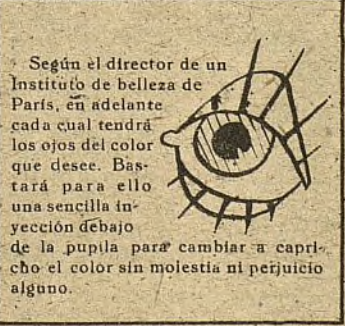 Según el director de un
Instituto de belleza de
París, en adelante
cada cual tendrá
los ojos del color
que desee. Bas-
tará para ello
una sencilla in-
yección debajo
de la pupila para cambiar a capri-
cho el color sin molestia ni perjuicio
alguno.